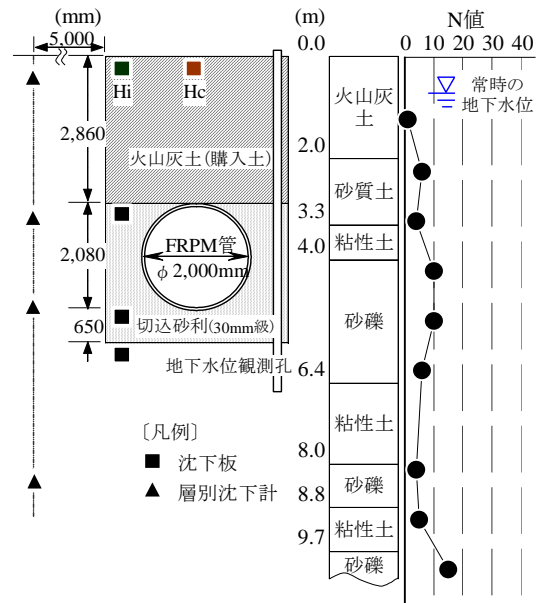 (mm)
5,000
(m)
N値
0.0
0 10 20 30 40
Hi
Hc
常時の
地下水位
火山灰
土
2,860
火山灰土(購入土)
2.0
砂質土
3.3
粘性土
4.0
2,080
FRPM管
φ2,000mm
砂礫
650
切込砂利(30mm級)
地下水位観測孔
6.4
粘性土
〔凡例〕
■ 沈下板
▲ 層別沈下計
8.0
砂礫
8.8
粘性土
9.7
砂礫